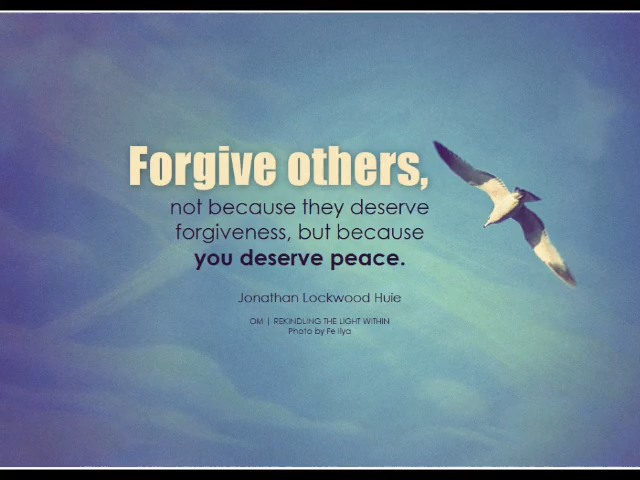 Forgive others,
not because they deserve
forgiveness, but because
you deserve peace.
Jonathan Lockwood Huie
OM | REKINDLING THE LIGHT WITHIN
Photo by Fe Ilya